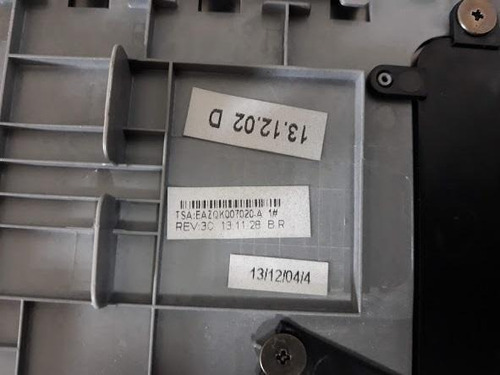 13.12.02 D
TSA:EAZQK007020-A 1#
REV:3C 13.11.28 B.R
13/12/04/4